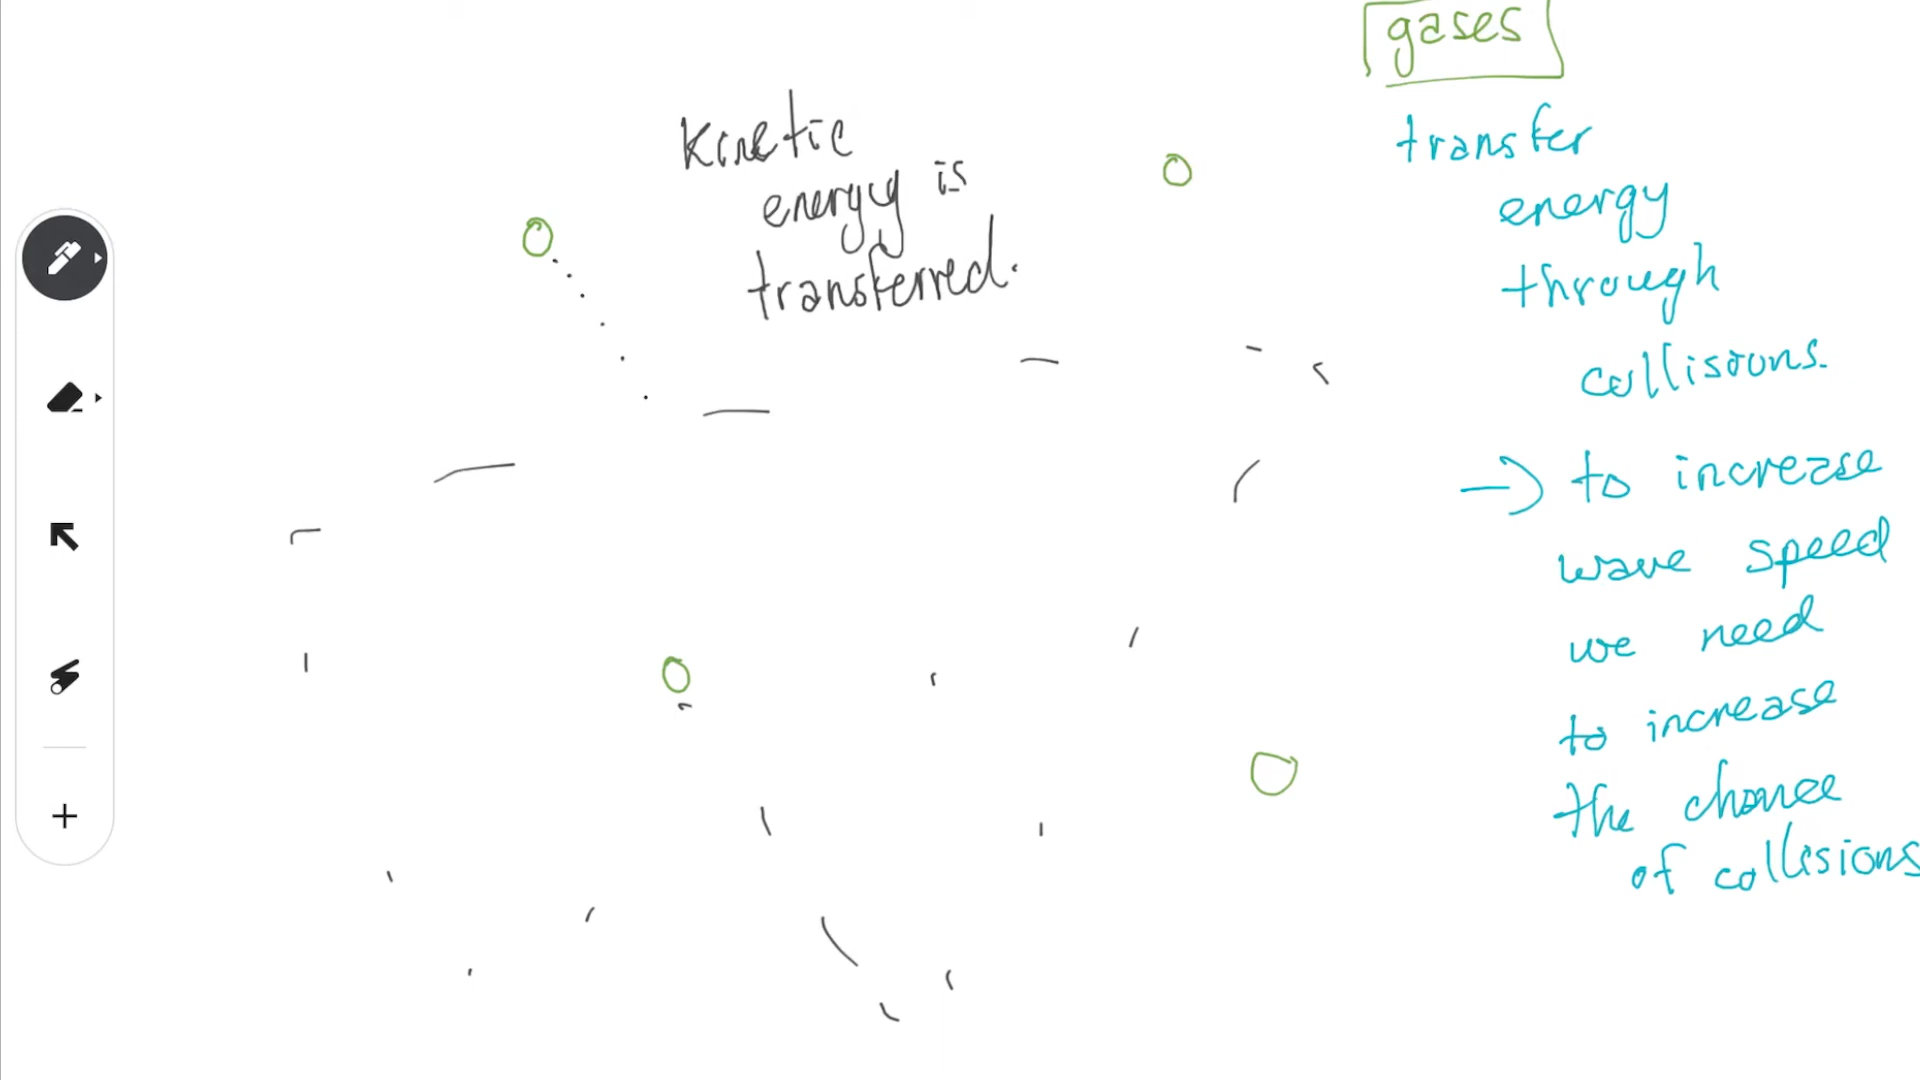 gases
Kinetic
energy is
transferred.
transfer
energy
through
collisions.
→ to increase
wave speed
we need
to increase
the chance
of collisions